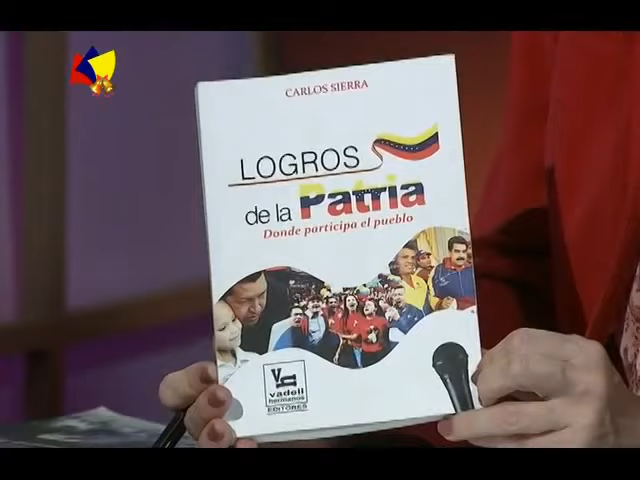 CARLOS SIERRA
LOGROS
de la Patria
Donde participa el pueblo
vadell
hermanos
EDITORES